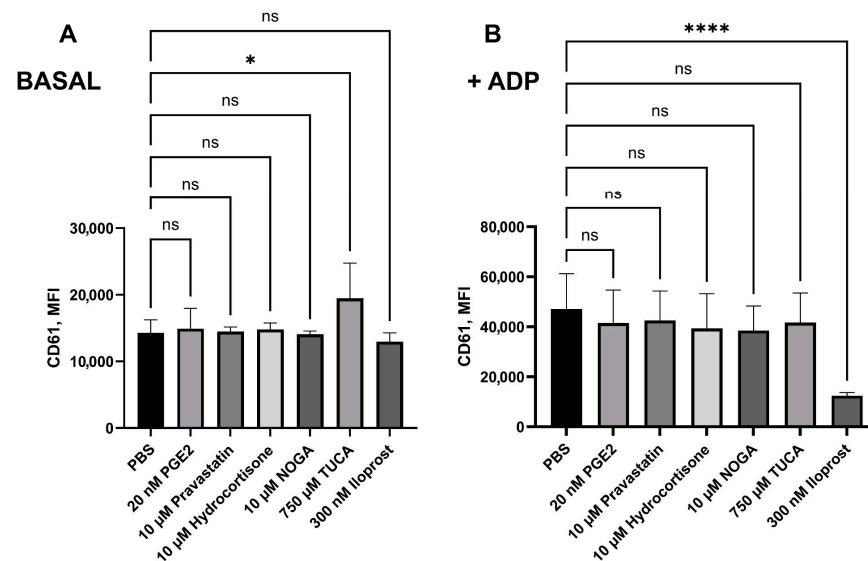 A
BASAL
ns
*
ns
ns
ns
ns
30,000
20,000
10,000
0
CD61, MFI
PBS
20 nM PGE2
10 µM Pravastatin
10 µM Hydrocortisone
10 µM NOGA
750 µM TUCA
300 nM Iloprost
B
+ ADP
****
ns
ns
ns
ns
ns
80,000
60,000
40,000
20,000
0
CD61, MFI
PBS
20 nM PGE2
10 µM Pravastatin
10 µM Hydrocortisone
10 µM NOGA
750 µM TUCA
300 nM Iloprost